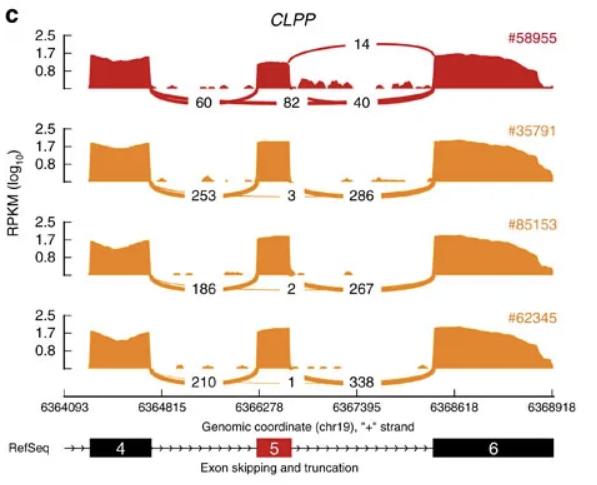 c
CLPP
#58955
2.5
1.7
0.8
14
60 82 40
#35791
2.5
1.7
0.8
253 3 286
#85153
2.5
1.7
0.8
186 2 267
#62345
2.5
1.7
0.8
210 1 338
RPKM (log10)
6364093 6364815 6366278 6367395 6368618 6368918
Genomic coordinate (chr19), "+" strand
RefSeq 4 5 6
Exon skipping and truncation